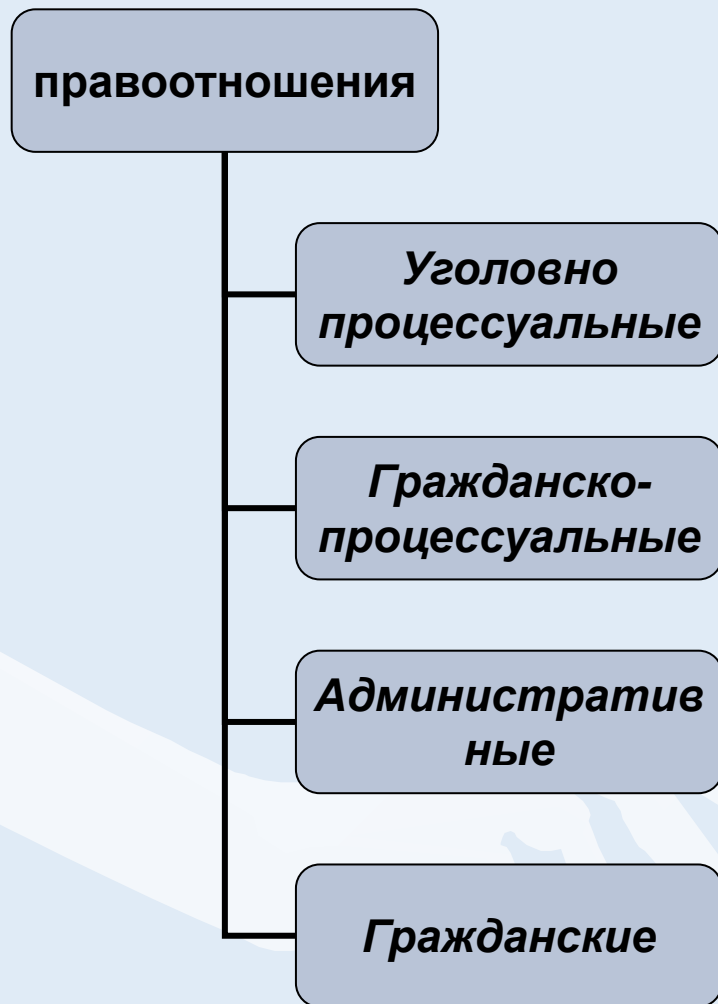 правоотношения
Уголовно
процессуальные
Гражданско-
процессуальные
Административ
ные
Гражданские